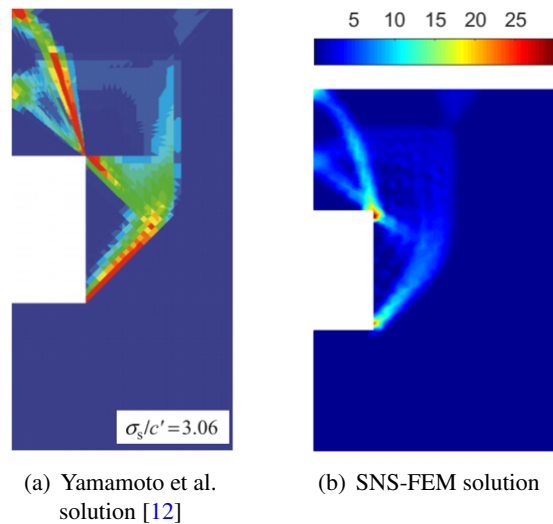 5 10 15 20 25
σs/c′=3.06
(a) Yamamoto et al.
solution [12]
(b) SNS-FEM solution